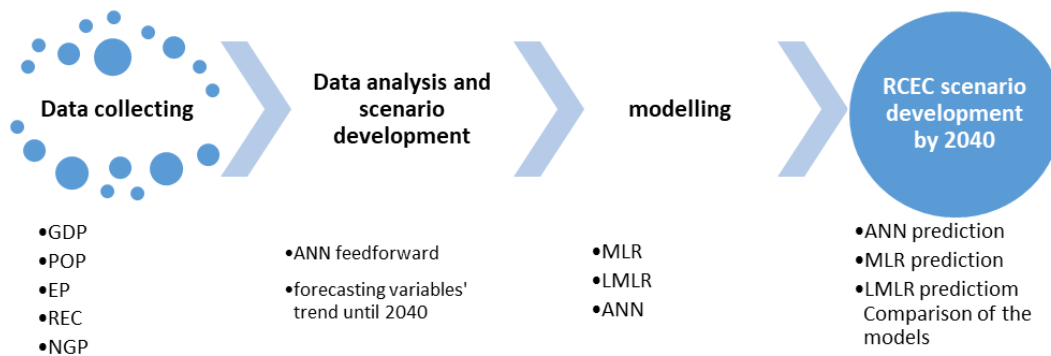 Data collecting
•GDP
•POP
•EP
•REC
•NGP
Data analysis and
scenario
development
•ANN feedforward
•forecasting variables'
trend until 2040
modelling
•MLR
•LMLR
•ANN
RCEC scenario
development
by 2040
•ANN prediction
•MLR prediction
•LMLR predictiom
Comparison of the
models